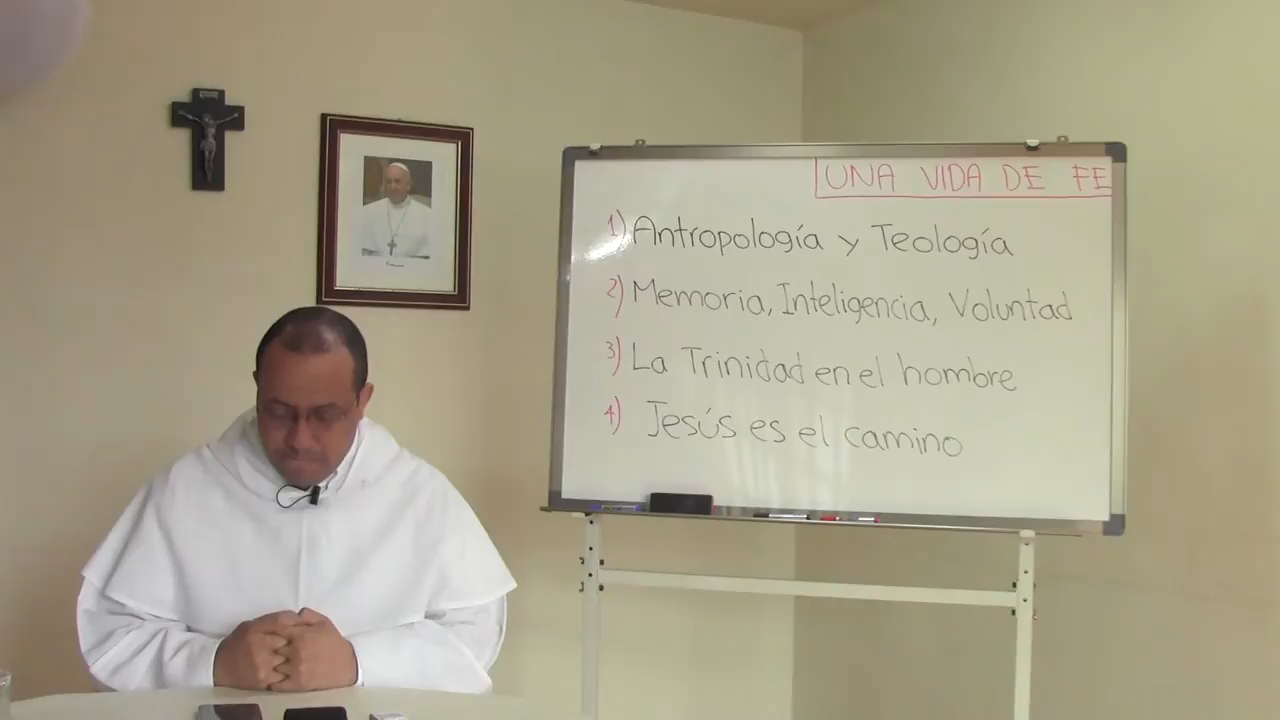 UNA VIDA DE FE
1) Antropología y Teología
2) Memoria, Inteligencia, Voluntad
3) La Trinidad en el hombre
4) Jesús es el camino